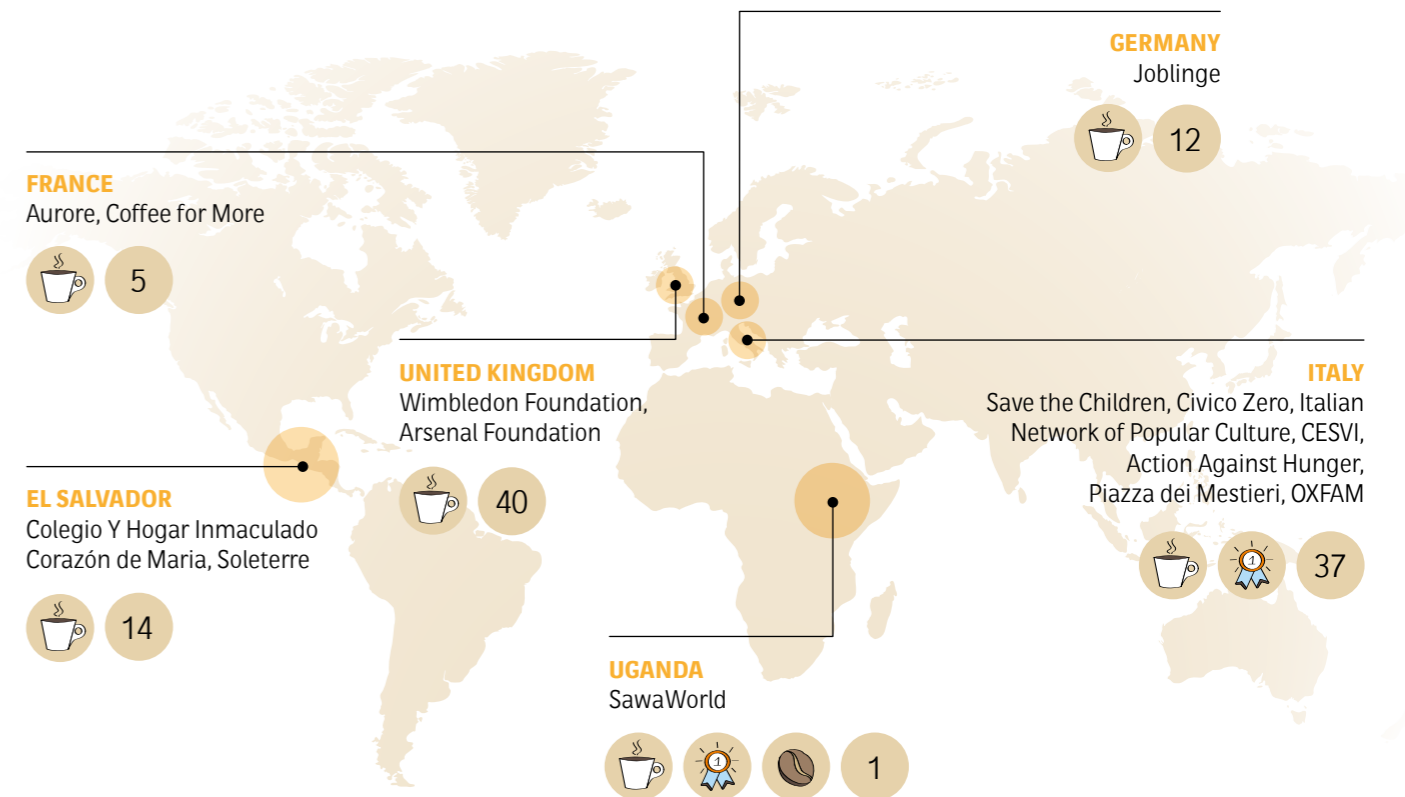 GERMANY
Joblinge
12
FRANCE
Aurore, Coffee for More
5
UNITED KINGDOM
Wimbledon Foundation,
Arsenal Foundation
40
ITALY
Save the Children, Civico Zero, Italian
Network of Popular Culture, CESVI,
Action Against Hunger,
Piazza dei Mestieri, OXFAM
1
37
EL SALVADOR
Colegio Y Hogar Inmaculado
Corazón de Maria, Soleterre
14
UGANDA
SawaWorld
1
1